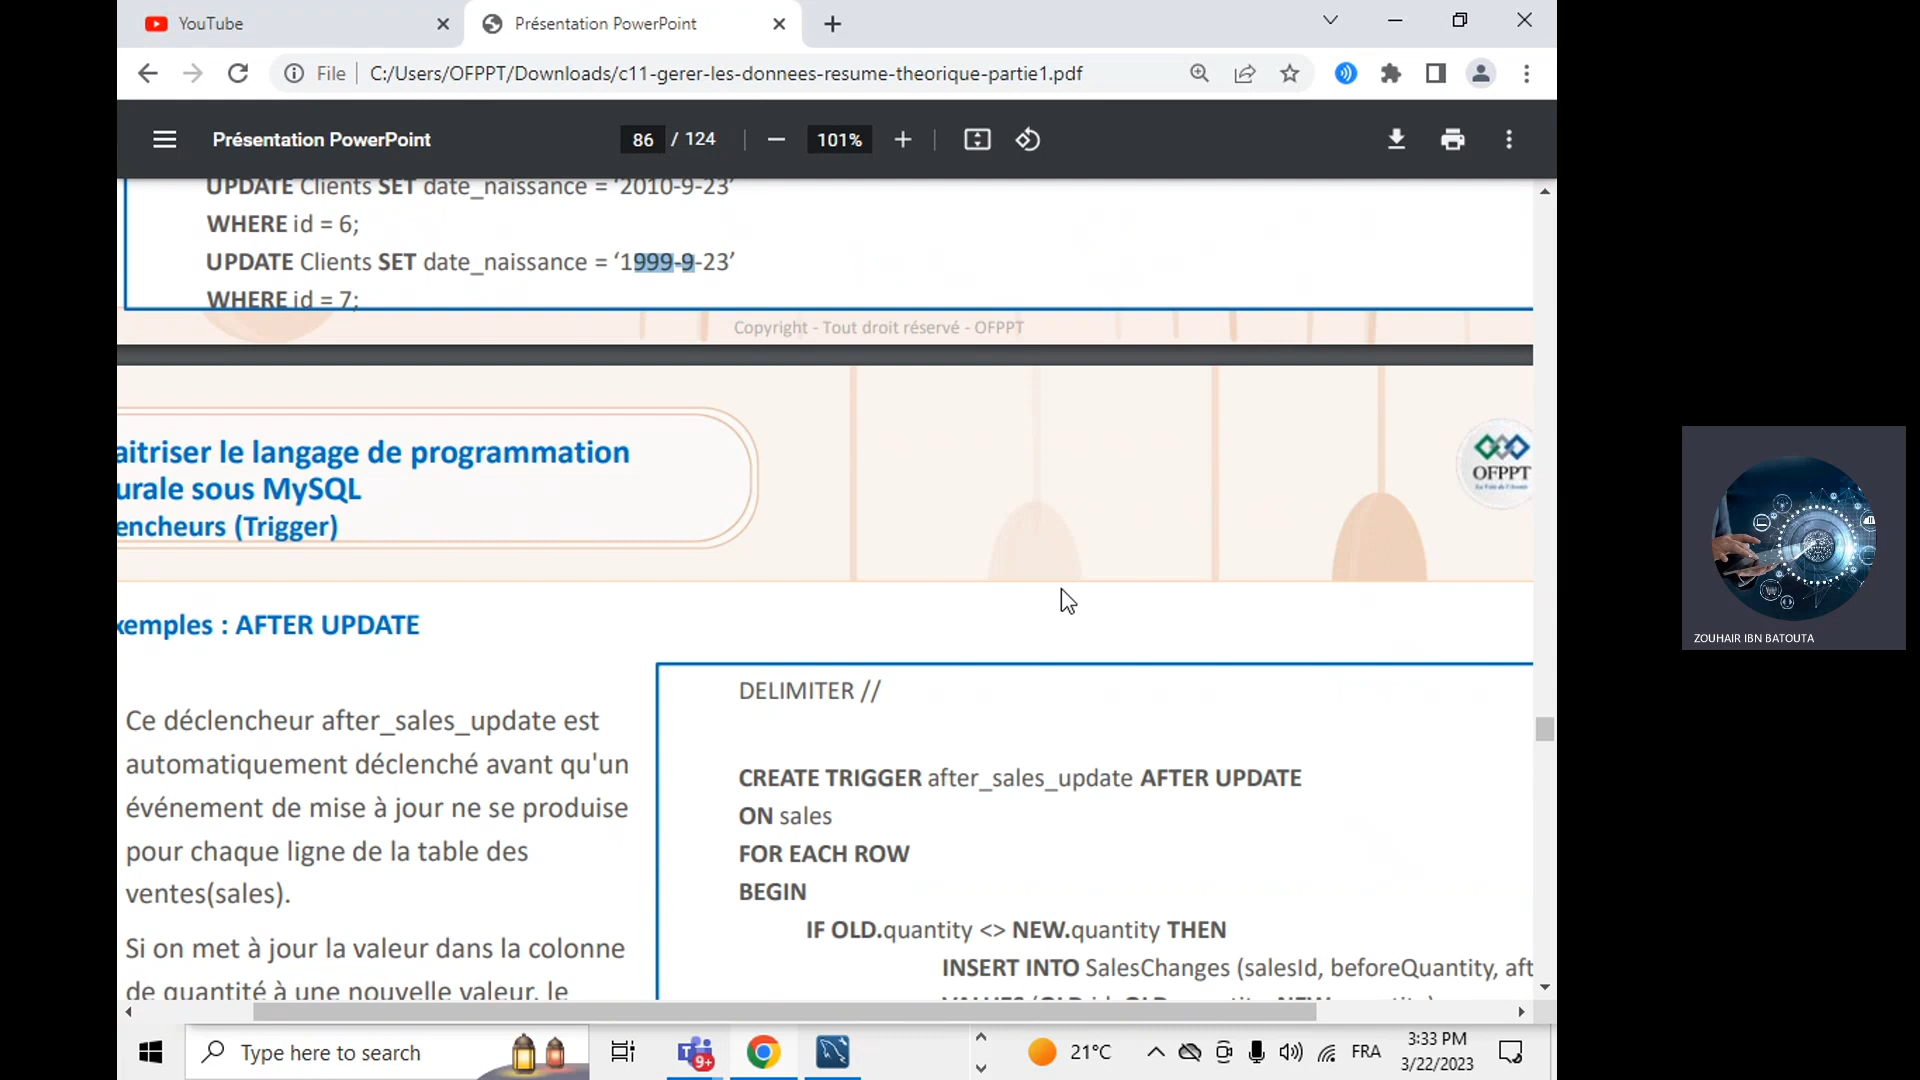 YouTube
Présentation PowerPoint
File
C:/Users/OFPPT/Downloads/c11-gerer-les-donnees-resume-theorique-partie1.pdf
Présentation PowerPoint
86 / 124
101%
UPDATE Clients SET date_naissance = ‘2010-9-23’
WHERE id = 6;
UPDATE Clients SET date_naissance = ‘1999-9-23’
WHERE id = 7;
Copyright - Tout droit réservé - OFPPT
aitriser le langage de programmation
urale sous MySQL
encheurs (Trigger)
OFPPT
La Voie de l'Avenir
xemples : AFTER UPDATE
Ce déclencheur after_sales_update est
automatiquement déclenché avant qu'un
événement de mise à jour ne se produise
pour chaque ligne de la table des
ventes(sales).
Si on met à jour la valeur dans la colonne
de quantité à une nouvelle valeur, le
DELIMITER //
CREATE TRIGGER after_sales_update AFTER UPDATE
ON sales
FOR EACH ROW
BEGIN
IF OLD.quantity <> NEW.quantity THEN
INSERT INTO SalesChanges (salesId, beforeQuantity, aft
ZOUHAIR IBN BATOUTA
Type here to search
9+
21°C
FRA
3:33 PM
3/22/2023